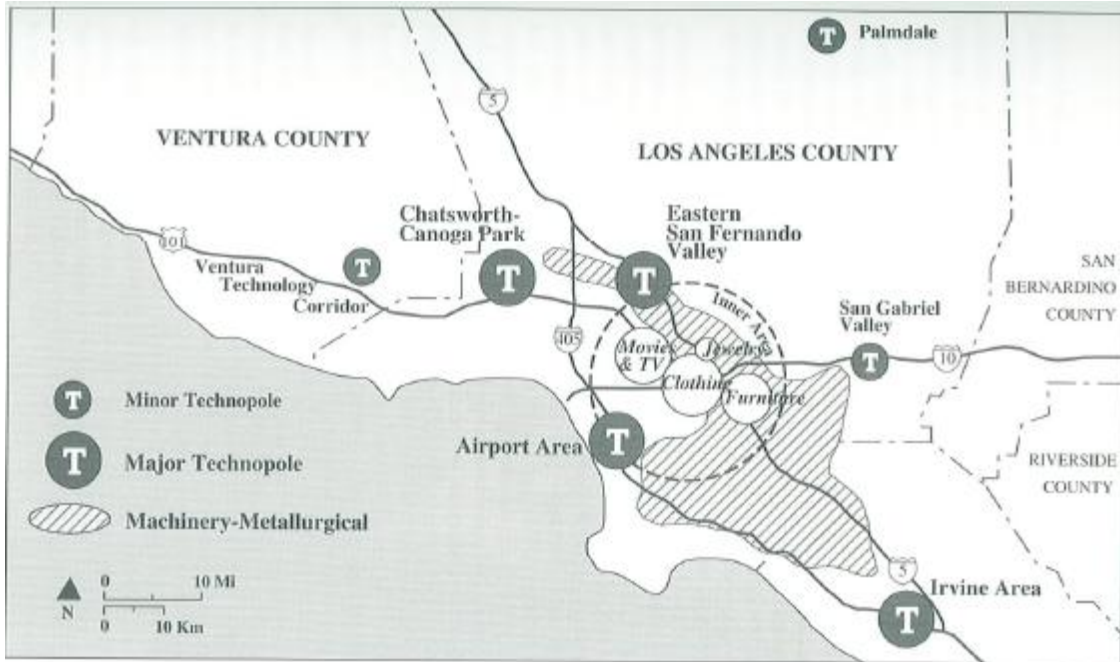 T
Palmdale
5
VENTURA COUNTY
LOS ANGELES COUNTY
Chatsworth-
Canoga Park
T
Eastern
San Fernando
Valley
T
101
Ventura
Technology
Corridor
T
SAN
BERNARDINO
COUNTY
Inner Area
San Gabriel
Valley
T
10
405
Movies
& TV
Jewelry
Clothing
Furniture
T
Minor Technopole
T
Major Technopole
Machinery-Metallurgical
Airport Area
T
RIVERSIDE
COUNTY
N
0
10 Mi
0
10 Km
5
Irvine Area
T